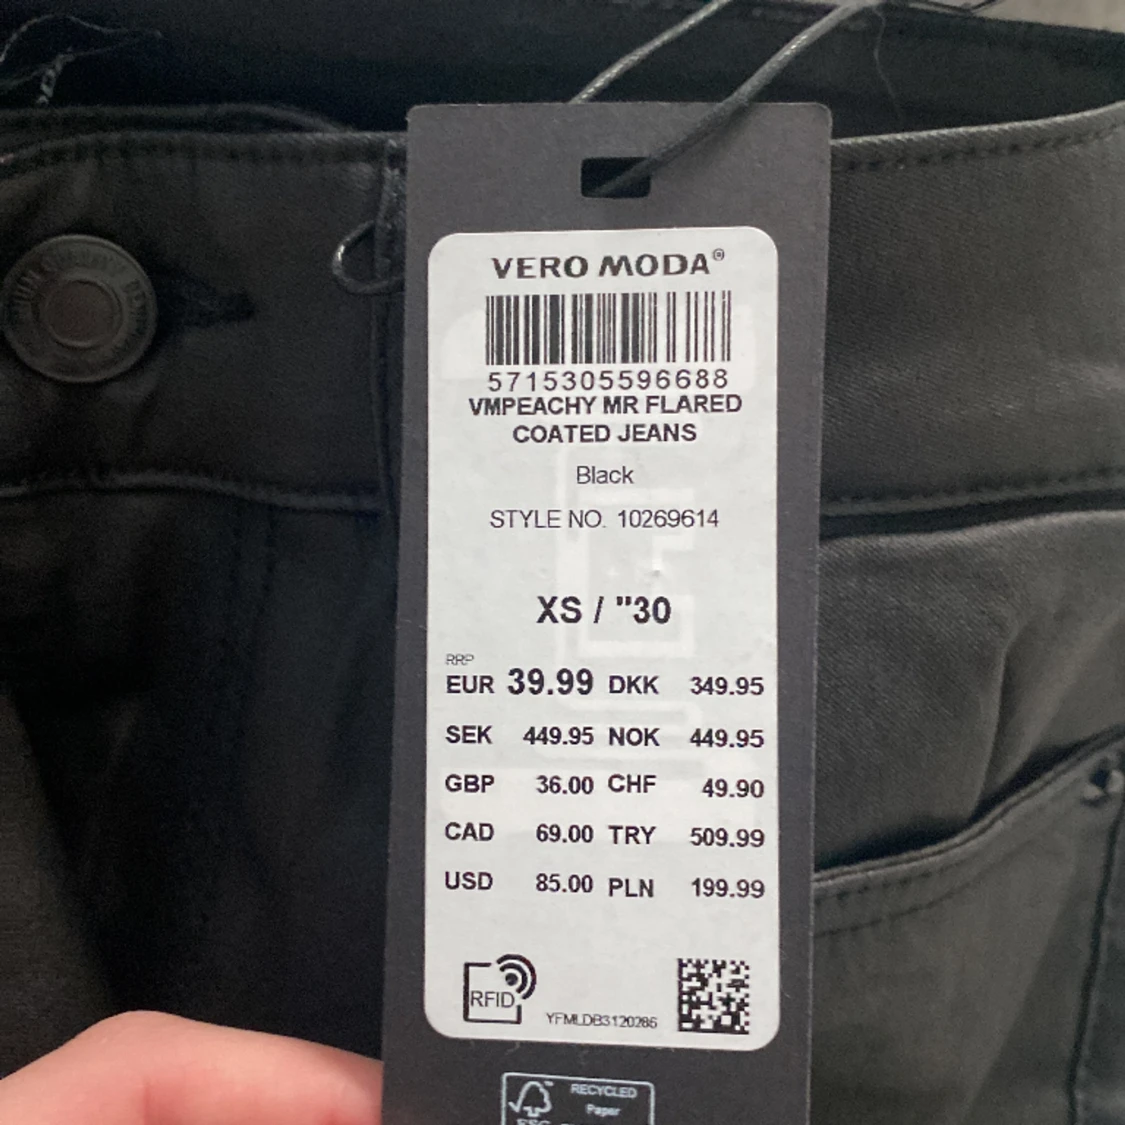 VERO MODA®
5715305596688
VMPEACHY MR FLARED
COATED JEANS
Black
STYLE NO. 10269614
XS / "30
RRP
EUR 39.99 DKK 349.95
SEK 449.95 NOK 449.95
GBP 36.00 CHF 49.90
CAD 69.00 TRY 509.99
USD 85.00 PLN 199.99
RFID
YFMLDB3120286
RECYCLED
Paper